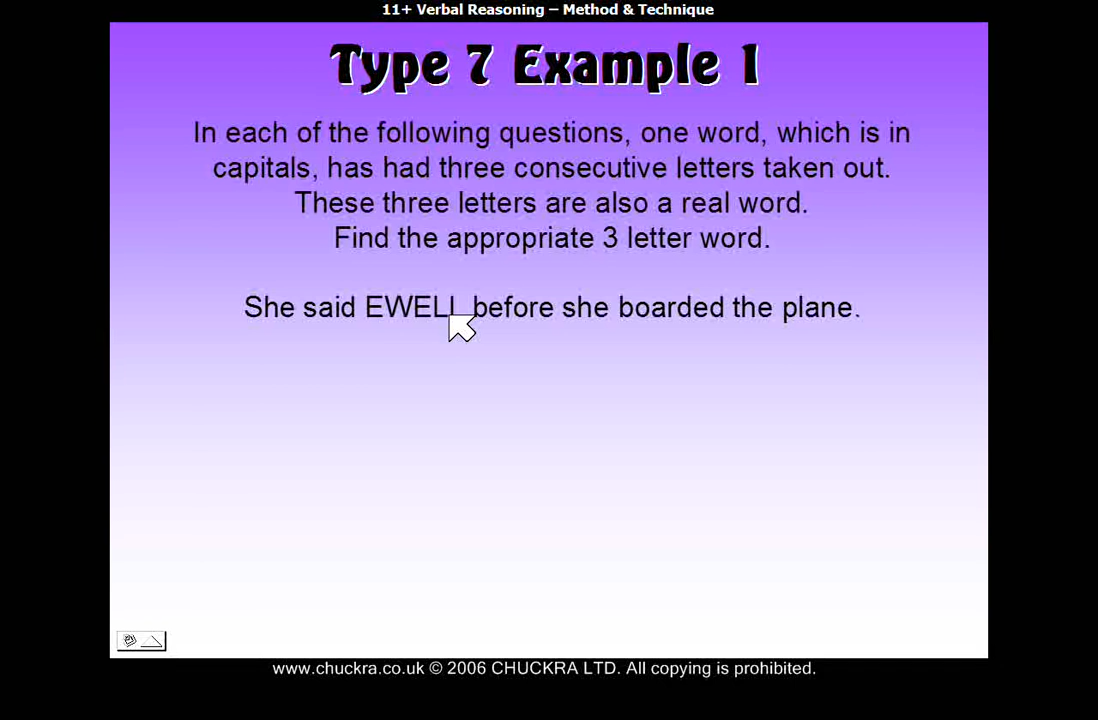 11+ Verbal Reasoning – Method & Technique
Type 7 Example 1
In each of the following questions, one word, which is in
capitals, has had three consecutive letters taken out.
These three letters are also a real word.
Find the appropriate 3 letter word.
She said EWELL before she boarded the plane.
www.chuckra.co.uk © 2006 CHUCKRA LTD. All copying is prohibited.